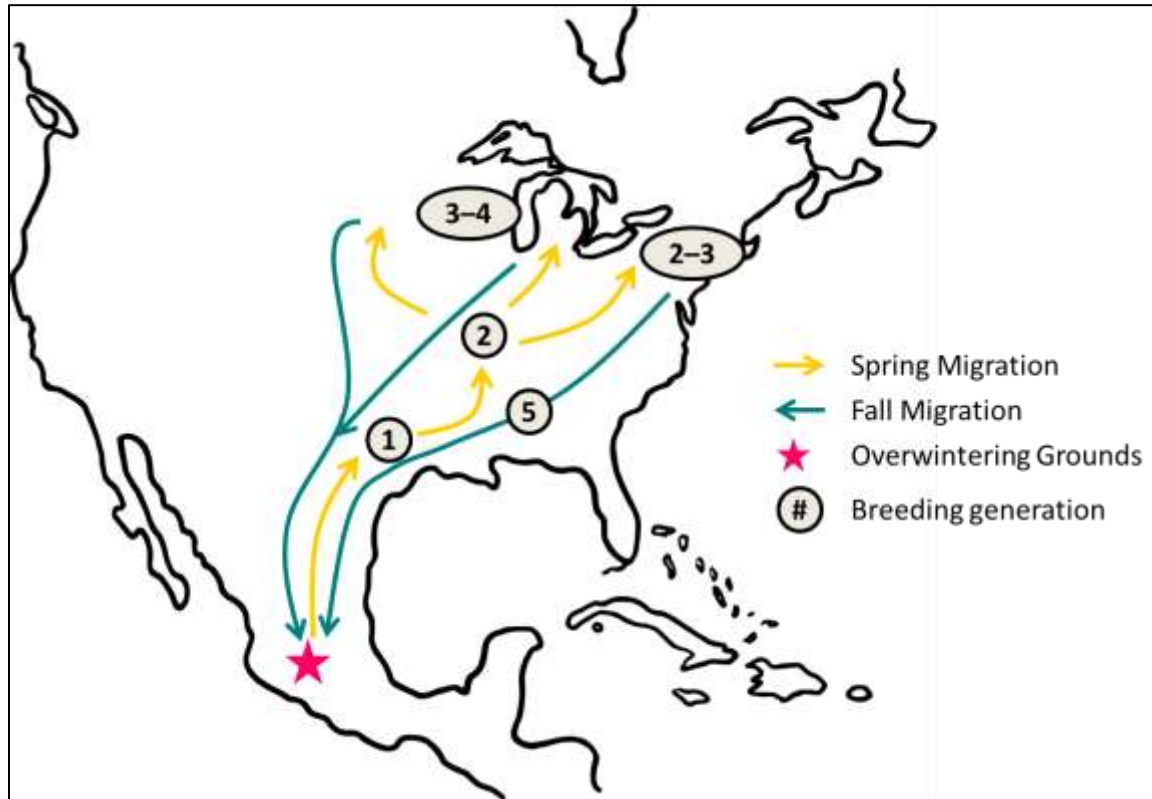 3–4
2–3
2
5
1
Spring Migration
Fall Migration
Overwintering Grounds
# Breeding generation